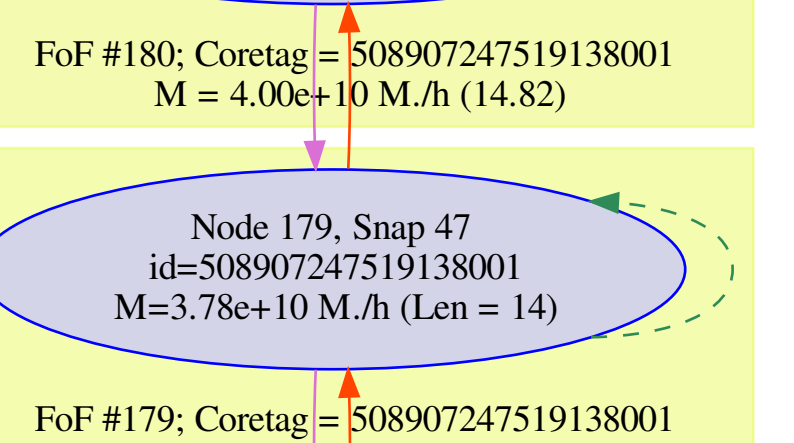 FoF #180; Coretag = 508907247519138001
M = 4.00e+10 M./h (14.82)
Node 179, Snap 47
id=508907247519138001
M=3.78e+10 M./h (Len = 14)
FoF #179; Coretag = 508907247519138001